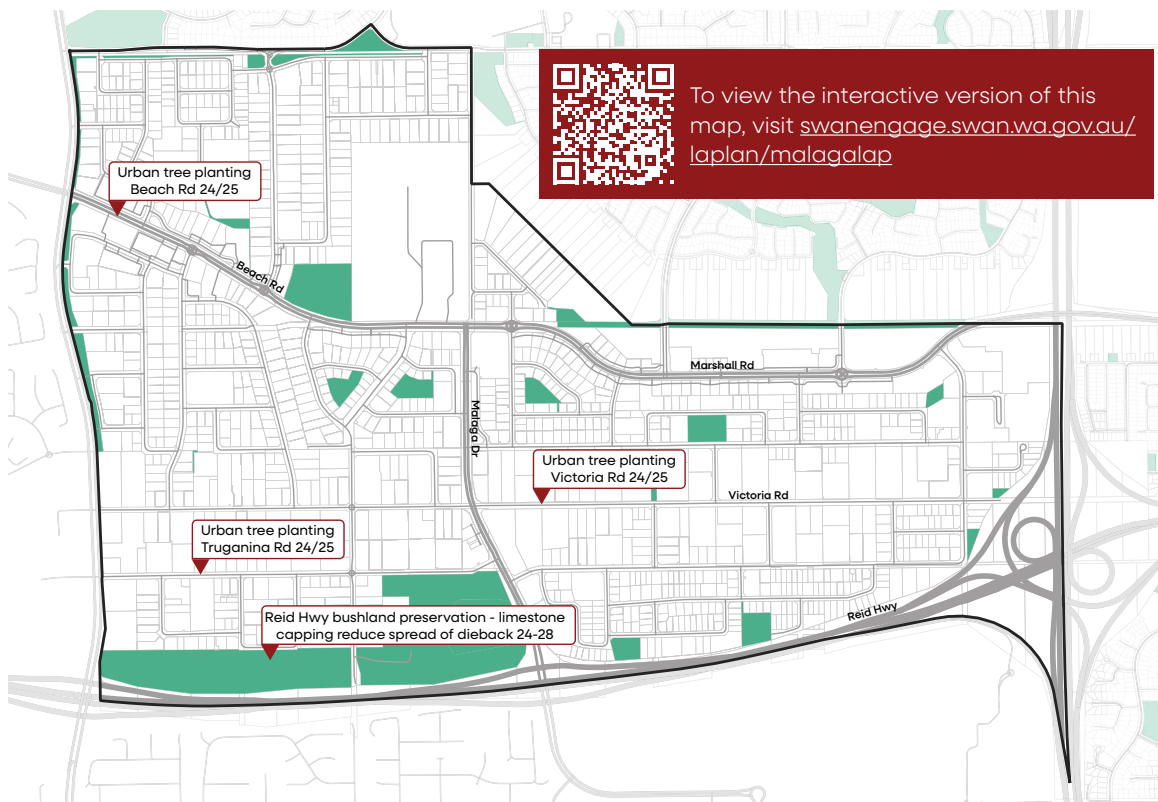 To view the interactive version of this
map, visit swanengage.swan.wa.gov.au/
laplan/malagalap
Urban tree planting
Beach Rd 24/25
Beach Rd
Marshall Rd
Malaga Dr
Urban tree planting
Victoria Rd 24/25
Victoria Rd
Urban tree planting
Truganina Rd 24/25
Reid Hwy bushland preservation - limestone
capping reduce spread of dieback 24-28
Reid Hwy